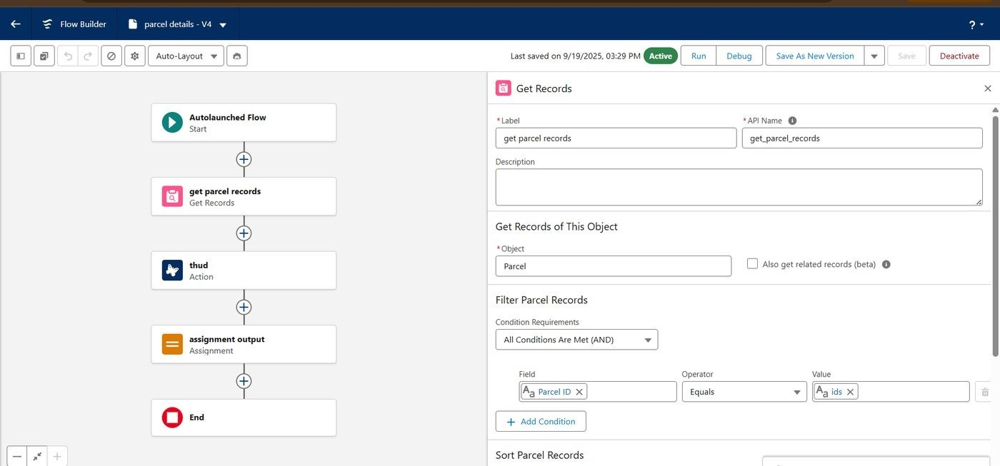 Flow Builder
parcel details - V4
?
Auto-Layout
Last saved on 9/19/2025, 03:29 PM
Active
Run
Debug
Save As New Version
Save
Deactivate
Autolaunched Flow
Start
get parcel records
Get Records
thud
Action
assignment output
Assignment
End
Get Records
*Label
*API Name
get parcel records
get_parcel_records
Description
Get Records of This Object
*Object
Parcel
Also get related records (beta)
Filter Parcel Records
Condition Requirements
All Conditions Are Met (AND)
Field
Operator
Value
Aa Parcel ID
Equals
Aa ids
+ Add Condition
Sort Parcel Records